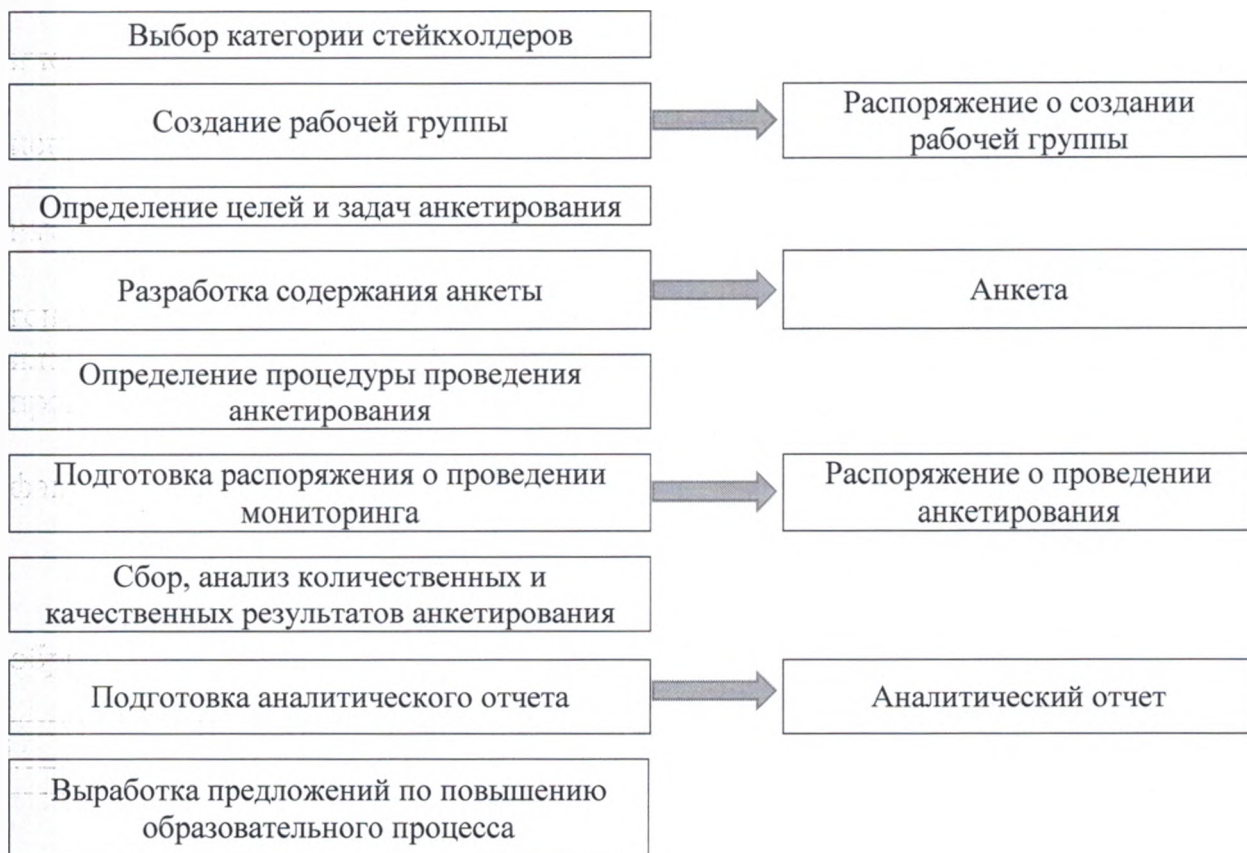 Выбор категории стейкхолдеров
Создание рабочей группы
Распоряжение о создании
рабочей группы
Определение целей и задач анкетирования
Разработка содержания анкеты
Анкета
Определение процедуры проведения
анкетирования
Подготовка распоряжения о проведении
мониторинга
Распоряжение о проведении
анкетирования
Сбор, анализ количественных и
качественных результатов анкетирования
Подготовка аналитического отчета
Аналитический отчет
Выработка предложений по повышению
образовательного процесса